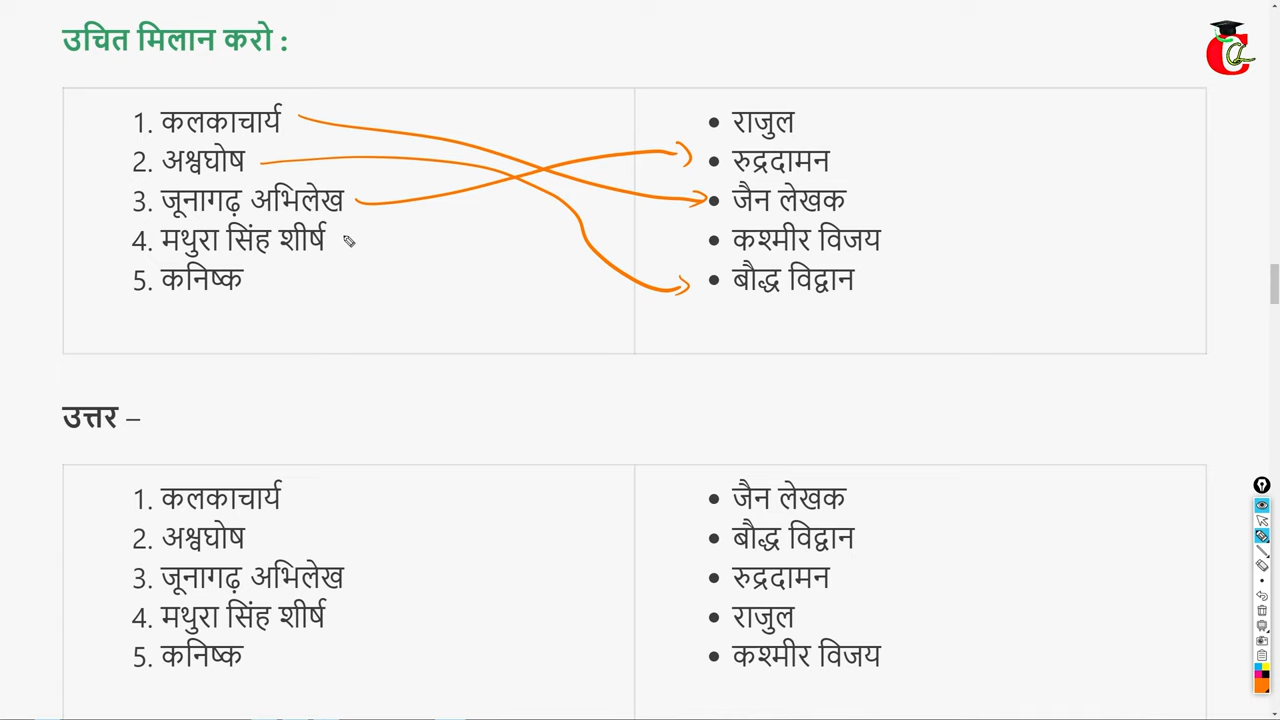 उचित मिलान करो :
1. कलकाचार्य
2. अश्वघोष
3. जूनागढ़ अभिलेख
4. मथुरा सिंह शीर्ष
5. कनिष्क
• राजुल
• रुद्रदामन
• जैन लेखक
• कश्मीर विजय
• बौद्ध विद्वान
उत्तर –
1. कलकाचार्य
2. अश्वघोष
3. जूनागढ़ अभिलेख
4. मथुरा सिंह शीर्ष
5. कनिष्क
• जैन लेखक
• बौद्ध विद्वान
• रुद्रदामन
• राजुल
• कश्मीर विजय